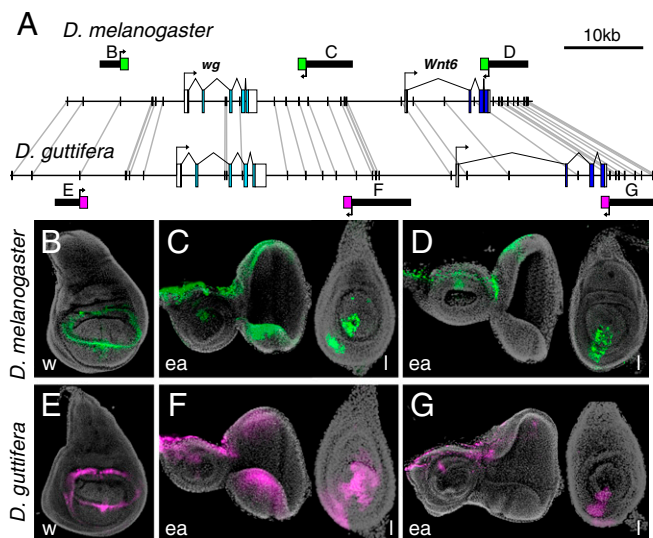 A
D. melanogaster
10kb
B
wg
C
Wnt6
D
D. guttifera
E
F
G
D. melanogaster
B
w
C
ea
l
D
ea
l
D. guttifera
E
w
F
ea
l
G
ea
l